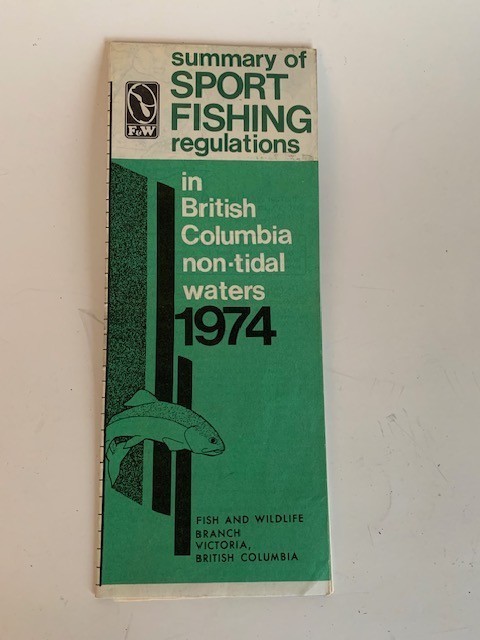 summary of
SPORT
FISHING
regulations
F&W
in
British
Columbia
non-tidal
waters
1974
FISH AND WILDLIFE
BRANCH
VICTORIA,
BRITISH COLUMBIA